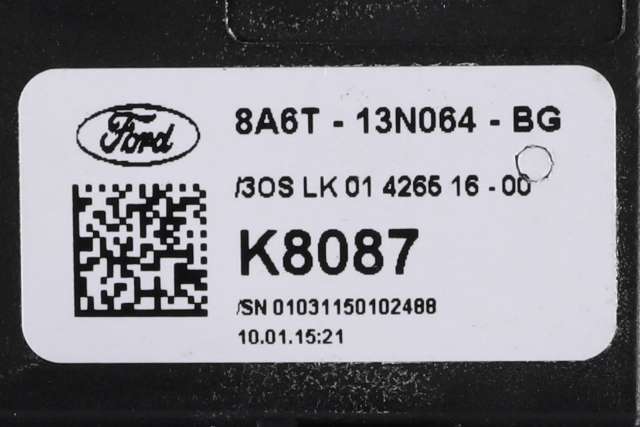 Ford
8A6T - 13N064 - BG
/3OS LK 01 4265 16 - 00
K8087
/SN 01031150102488
10.01.15:21